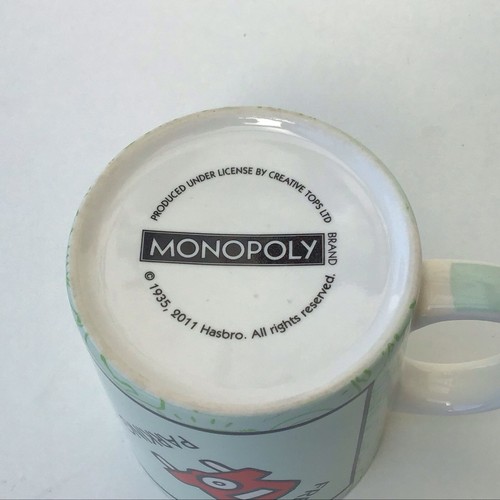 PRODUCED UNDER LICENSE BY CREATIVE TOPS LTD
MONOPOLY
BRAND
© 1935, 2011 Hasbro. All rights reserved.